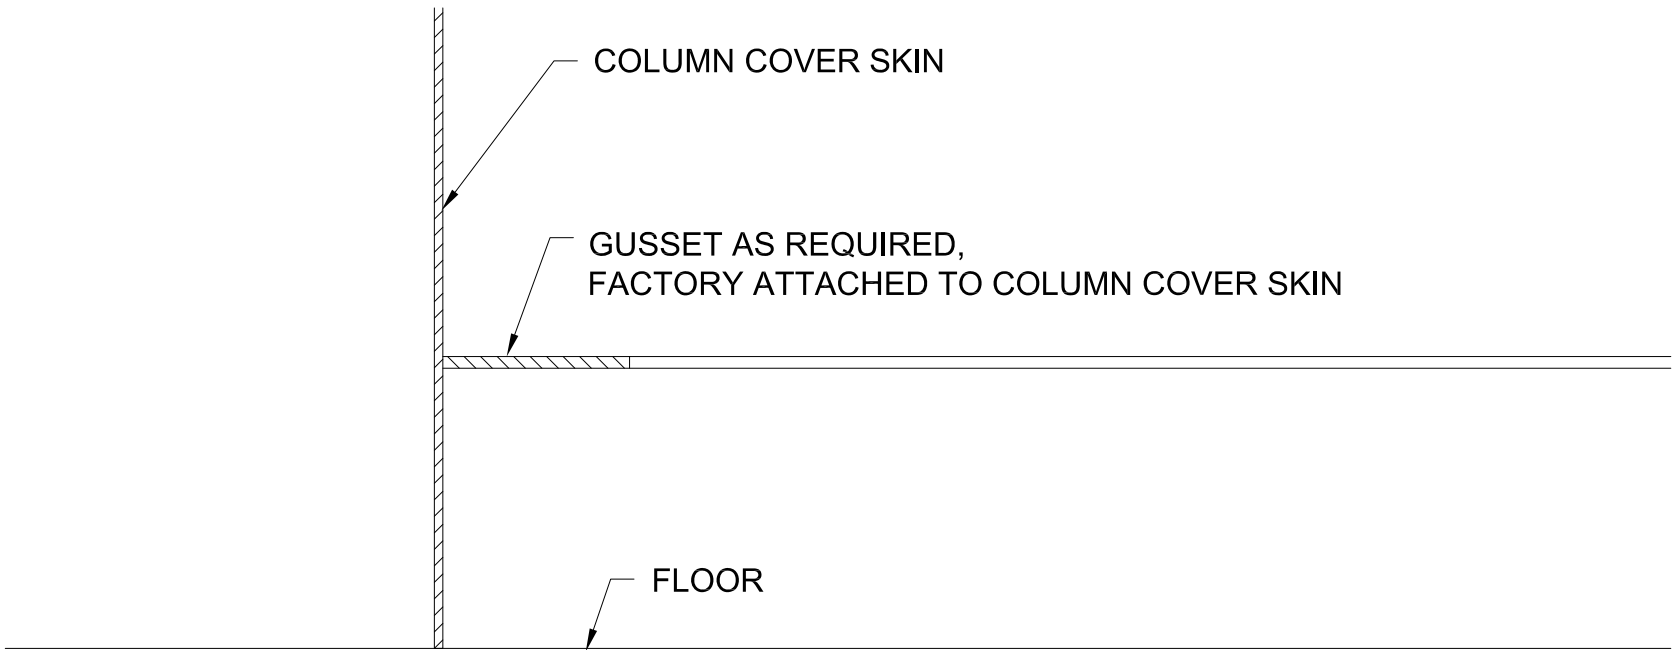 COLUMN COVER SKIN
GUSSET AS REQUIRED,
FACTORY ATTACHED TO COLUMN COVER SKIN
FLOOR